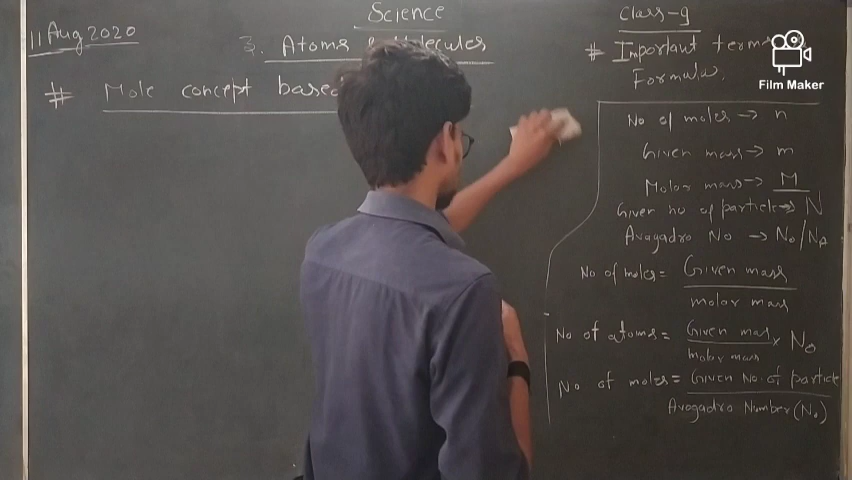 Science
Class-9
11 Aug 2020
3. Atoms & Molecules
# Important terms
Formula.
# Mole concept based
Film Maker
No of moles → n
Given mass → m
Molar mass → M
Given no of particle → N
Avagadro No → N₀/Nₐ
No of moles = Given mass
molar mass
No of atoms = Given mass × N₀
molar mass
No of moles = Given No. of particle
Avogadro Number (N₀)